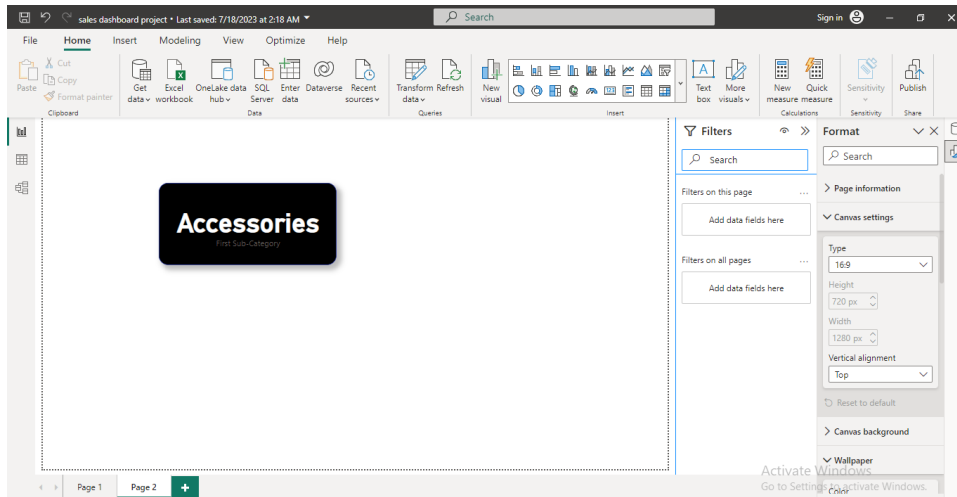 sales dashboard project • Last saved: 7/18/2023 at 2:18 AM
Search
Sign in
File Home Insert Modeling View Optimize Help
Paste
Cut
Copy
Format painter
Clipboard
Get data
Excel workbook
OneLake data hub
SQL Server
Enter data
Dataverse
Recent sources
Data
Transform data
Refresh
Queries
New visual
Text box
More visuals
Insert
New measure
Quick measure
Calculations
Sensitivity
Sensitivity
Publish
Share
Accessories
First Sub-Category
Filters
Search
Filters on this page
...
Add data fields here
Filters on all pages
...
Add data fields here
Format
Search
Page information
Canvas settings
Type
16:9
Height
720 px
Width
1280 px
Vertical alignment
Top
Reset to default
Canvas background
Wallpaper
Color
Activate Windows
Go to Settings to activate Windows.
Page 1
Page 2
+